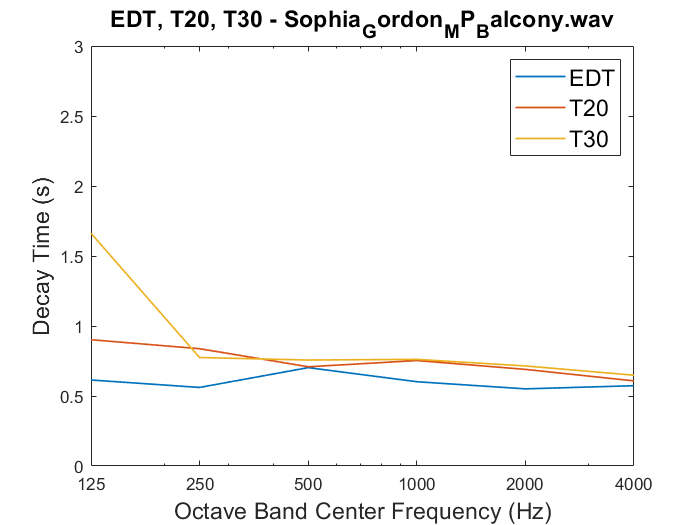 EDT, T20, T30 - Sophia_Gordon_MP_Balcony.wav
3
2.5
2
1.5
1
0.5
0
Decay Time (s)
EDT
T20
T30
125 250 500 1000 2000 4000
Octave Band Center Frequency (Hz)